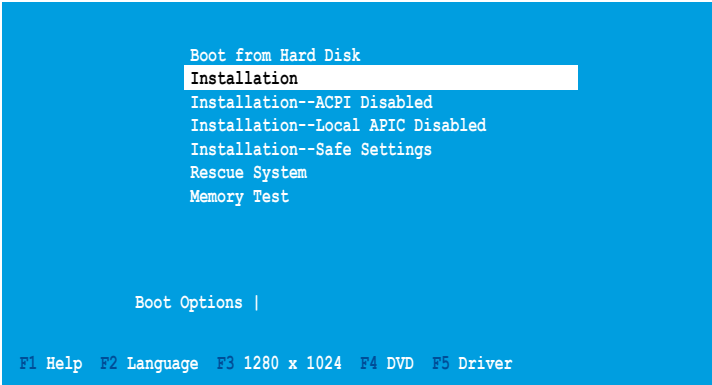 Boot from Hard Disk
Installation
Installation--ACPI Disabled
Installation--Local APIC Disabled
Installation--Safe Settings
Rescue System
Memory Test
Boot Options |
F1 Help F2 Language F3 1280 x 1024 F4 DVD F5 Driver